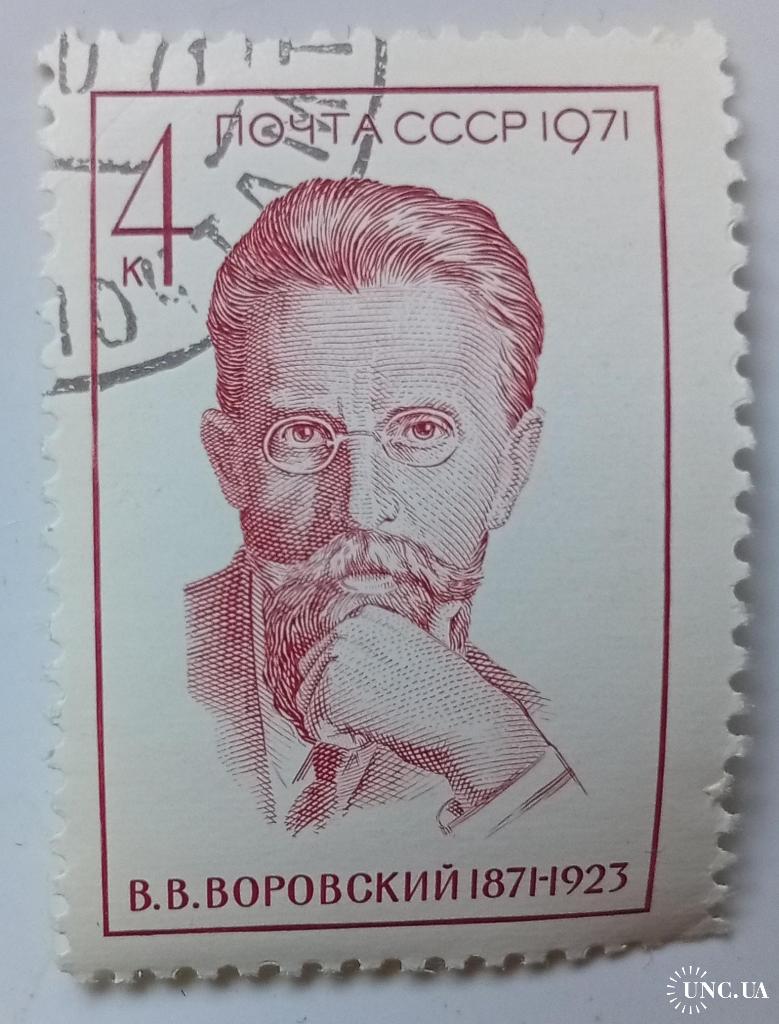 ПОЧТА СССР 1971
4
к
В.В.ВОРОВСКИЙ 1871-1923
UNC.UA